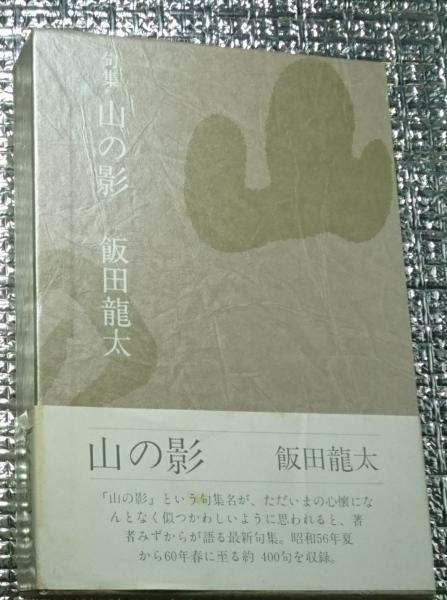 句集 山の影 飯田龍太
山の影 飯田龍太
「山の影」という句集名が、ただいまの心懐にな
んとなく似つかわしいように思われると、著
者みずからが語る最新句集。昭和56年夏
から60年春に至る約 400句を収録。